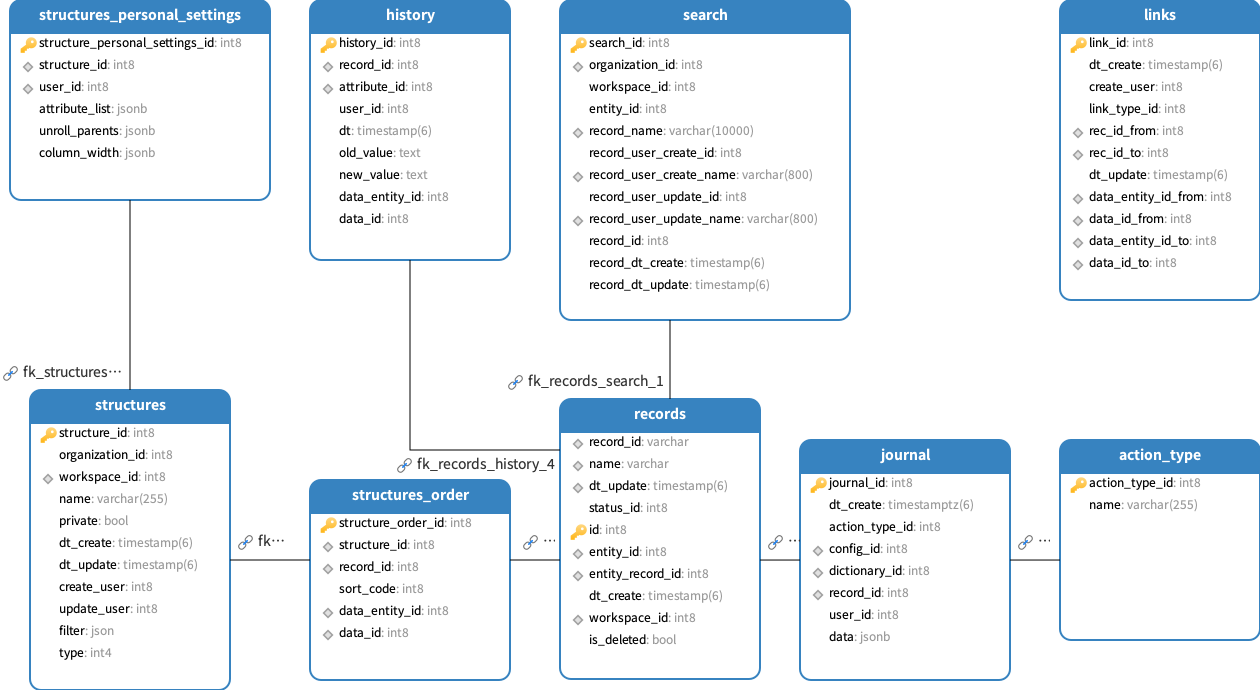 structures_personal_settings
structure_personal_settings_id: int8
structure_id: int8
user_id: int8
attribute_list: jsonb
unroll_parents: jsonb
column_width: jsonb
history
history_id: int8
record_id: int8
attribute_id: int8
user_id: int8
dt: timestamp(6)
old_value: text
new_value: text
data_entity_id: int8
data_id: int8
search
search_id: int8
organization_id: int8
workspace_id: int8
entity_id: int8
record_name: varchar(10000)
record_user_create_id: int8
record_user_create_name: varchar(800)
record_user_update_id: int8
record_user_update_name: varchar(800)
record_id: int8
record_dt_create: timestamp(6)
record_dt_update: timestamp(6)
links
link_id: int8
dt_create: timestamp(6)
create_user: int8
link_type_id: int8
rec_id_from: int8
rec_id_to: int8
dt_update: timestamp(6)
data_entity_id_from: int8
data_id_from: int8
data_entity_id_to: int8
data_id_to: int8
fk_structures⋯
fk_records_search_1
structures
structure_id: int8
organization_id: int8
workspace_id: int8
name: varchar(255)
private: bool
dt_create: timestamp(6)
dt_update: timestamp(6)
create_user: int8
update_user: int8
filter: json
type: int4
fk⋯
fk_records_history_4
structures_order
structure_order_id: int8
structure_id: int8
record_id: int8
sort_code: int8
data_entity_id: int8
data_id: int8
⋯
records
record_id: varchar
name: varchar
dt_update: timestamp(6)
status_id: int8
id: int8
entity_id: int8
entity_record_id: int8
dt_create: timestamp(6)
workspace_id: int8
is_deleted: bool
⋯
journal
journal_id: int8
dt_create: timestamptz(6)
action_type_id: int8
config_id: int8
dictionary_id: int8
record_id: int8
user_id: int8
data: jsonb
⋯
action_type
action_type_id: int8
name: varchar(255)